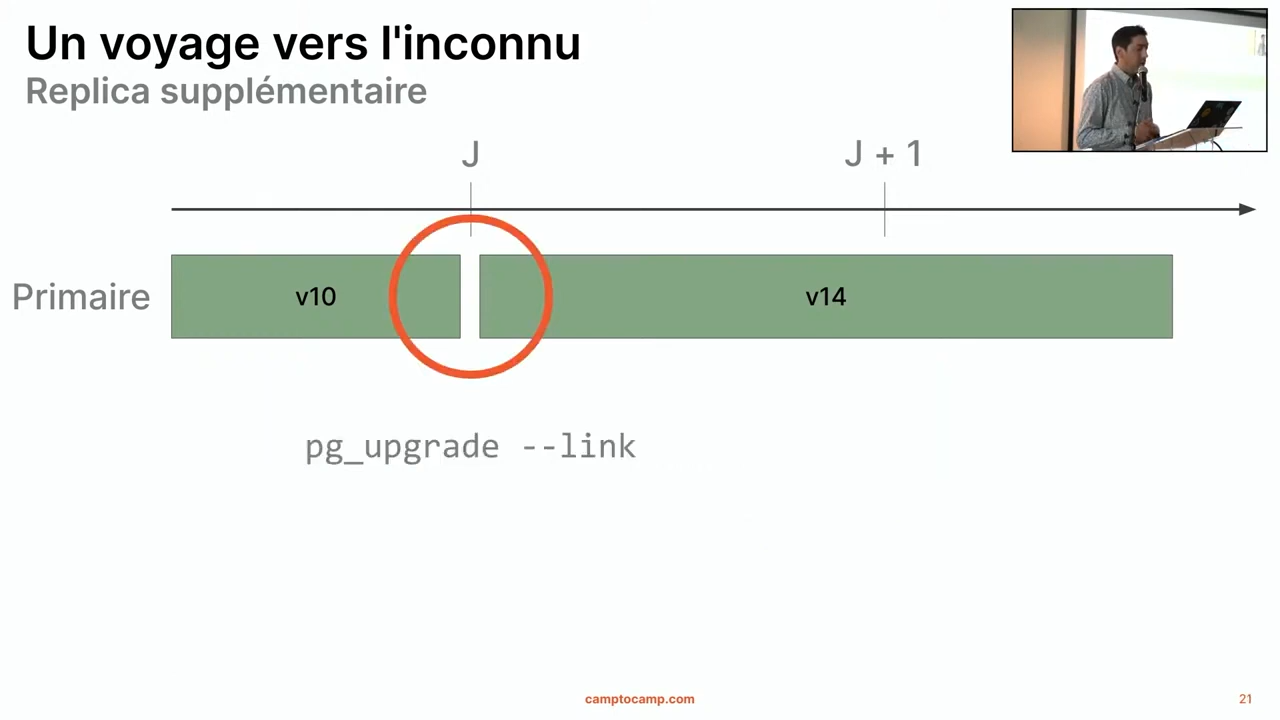 Un voyage vers l'inconnu
Replica supplémentaire
J
J + 1
Primaire
v10
v14
pg_upgrade --link
camptocamp.com
21